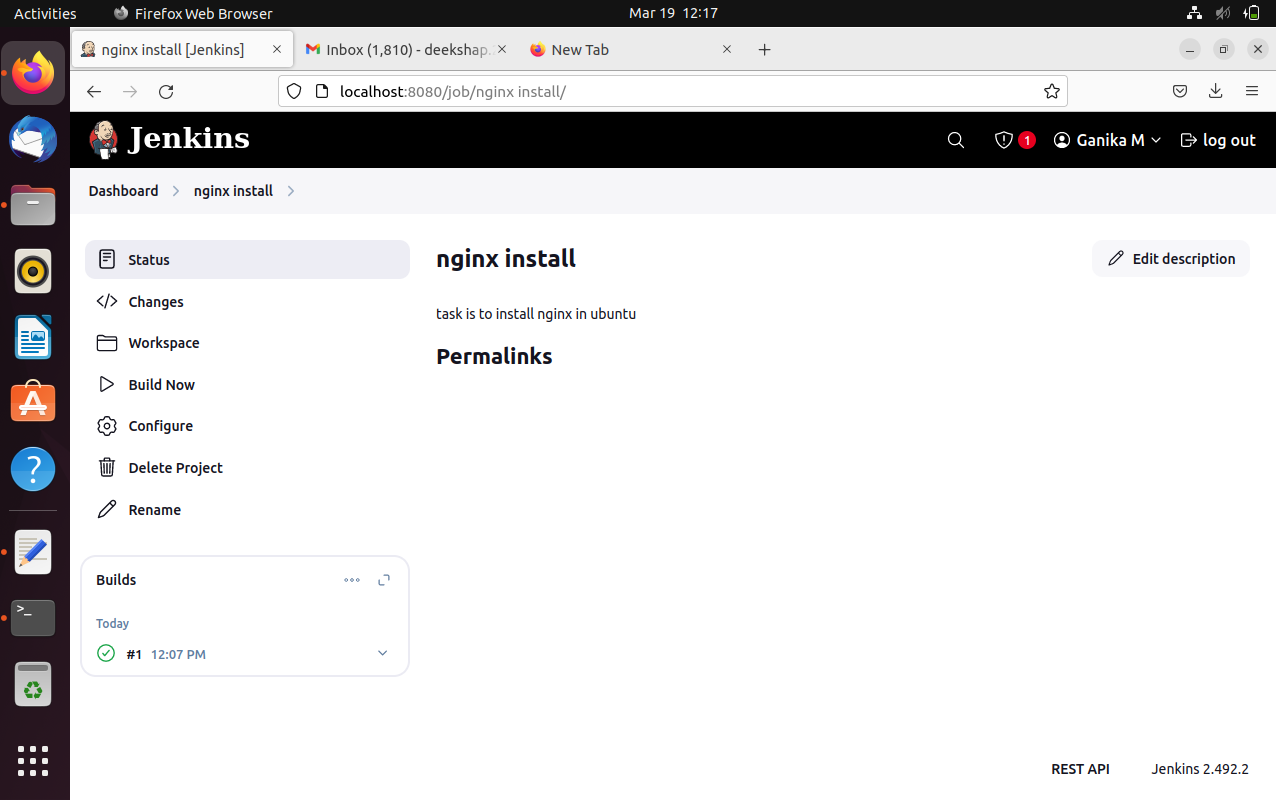 Activities Firefox Web Browser Mar 19 12:17
nginx install [Jenkins] Inbox (1,810) - deekshap. New Tab
localhost:8080/job/nginx install/
Jenkins 1 Ganika M log out
Dashboard nginx install
Status
Changes
Workspace
Build Now
Configure
Delete Project
Rename
Builds
Today
#1 12:07 PM
nginx install Edit description
task is to install nginx in ubuntu
Permalinks
REST API Jenkins 2.492.2